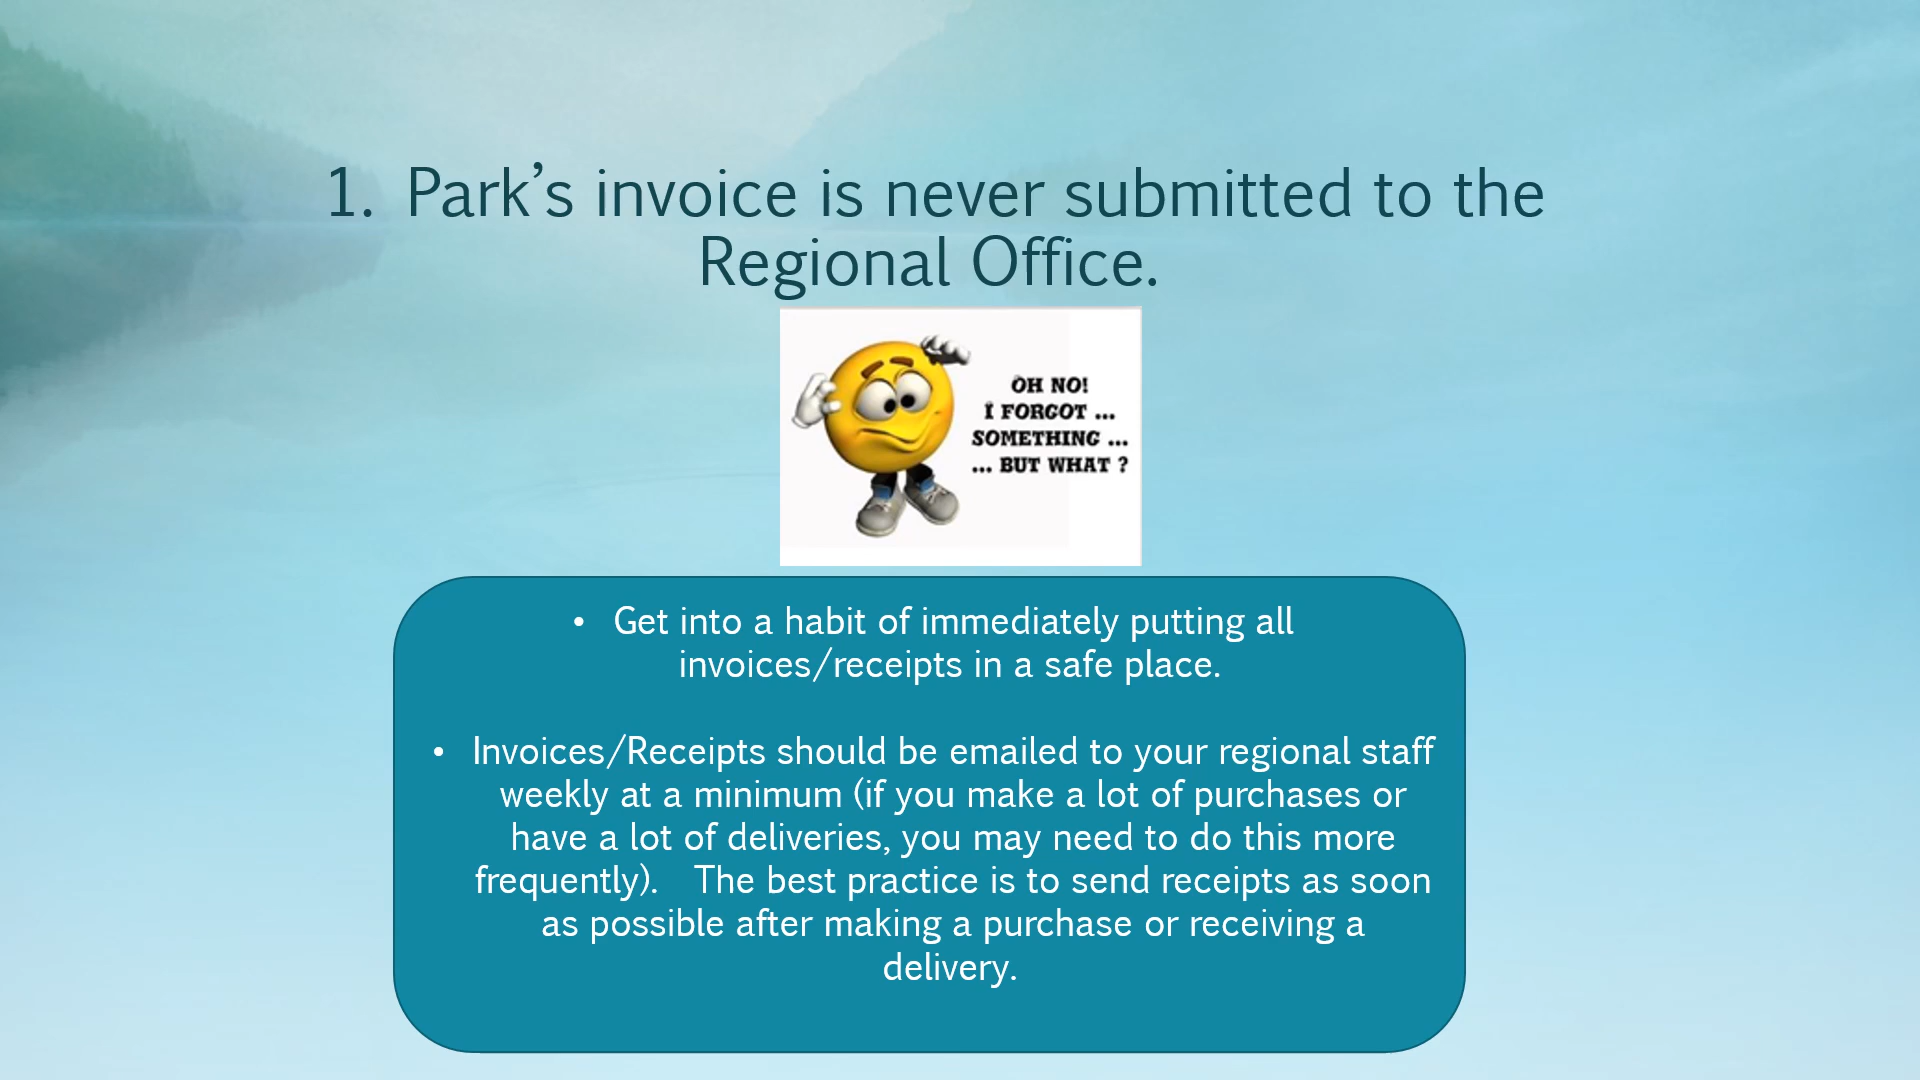 1. Park’s invoice is never submitted to the
Regional Office.
OH NO!
I FORGOT ...
SOMETHING ...
... BUT WHAT ?
• Get into a habit of immediately putting all
invoices/receipts in a safe place.
• Invoices/Receipts should be emailed to your regional staff
weekly at a minimum (if you make a lot of purchases or
have a lot of deliveries, you may need to do this more
frequently). The best practice is to send receipts as soon
as possible after making a purchase or receiving a
delivery.